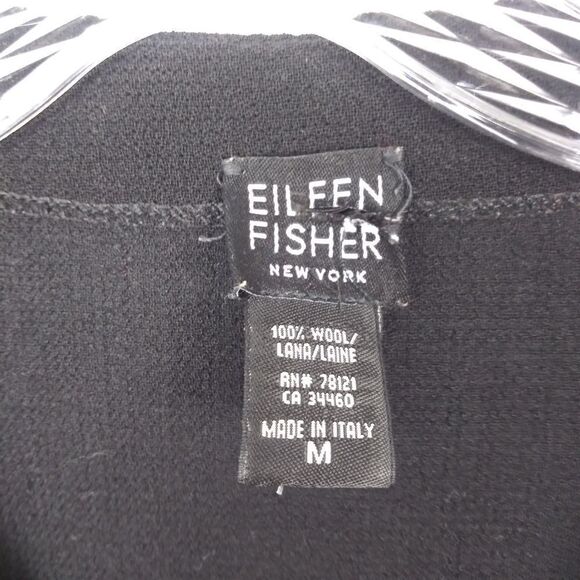 EILEEN
FISHER
NEW YORK
100% WOOL/
LANA/LAINE
RN# 78121
CA 34460
MADE IN ITALY
M